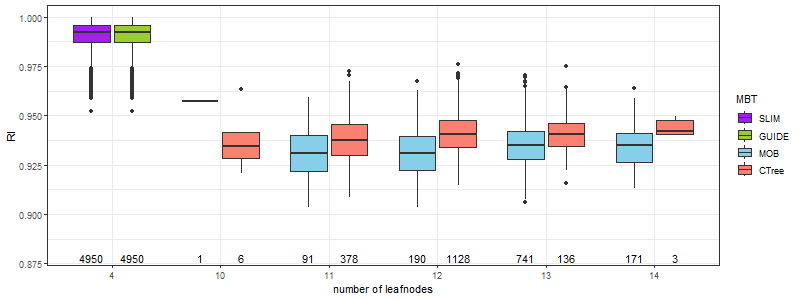 1.000
0.975
0.950
0.925
0.900
0.875
RI
4950 4950 1 6 91 378 190 1128 741 136 171 3
4 10 11 12 13 14
number of leafnodes
MBT
SLIM
GUIDE
MOB
CTree